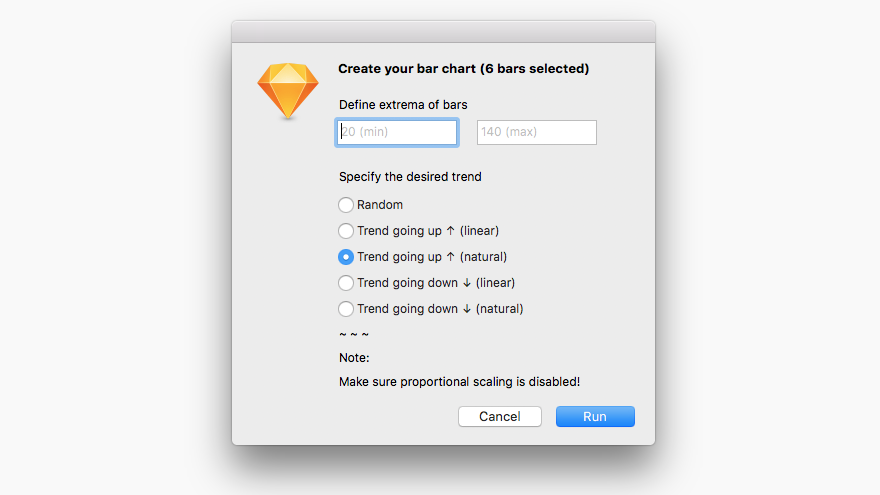 Create your bar chart (6 bars selected)
Define extrema of bars
20 (min) 140 (max)
Specify the desired trend
Random
Trend going up ↑ (linear)
Trend going up ↑ (natural)
Trend going down ↓ (linear)
Trend going down ↓ (natural)
~ ~ ~
Note:
Make sure proportional scaling is disabled!
Cancel Run